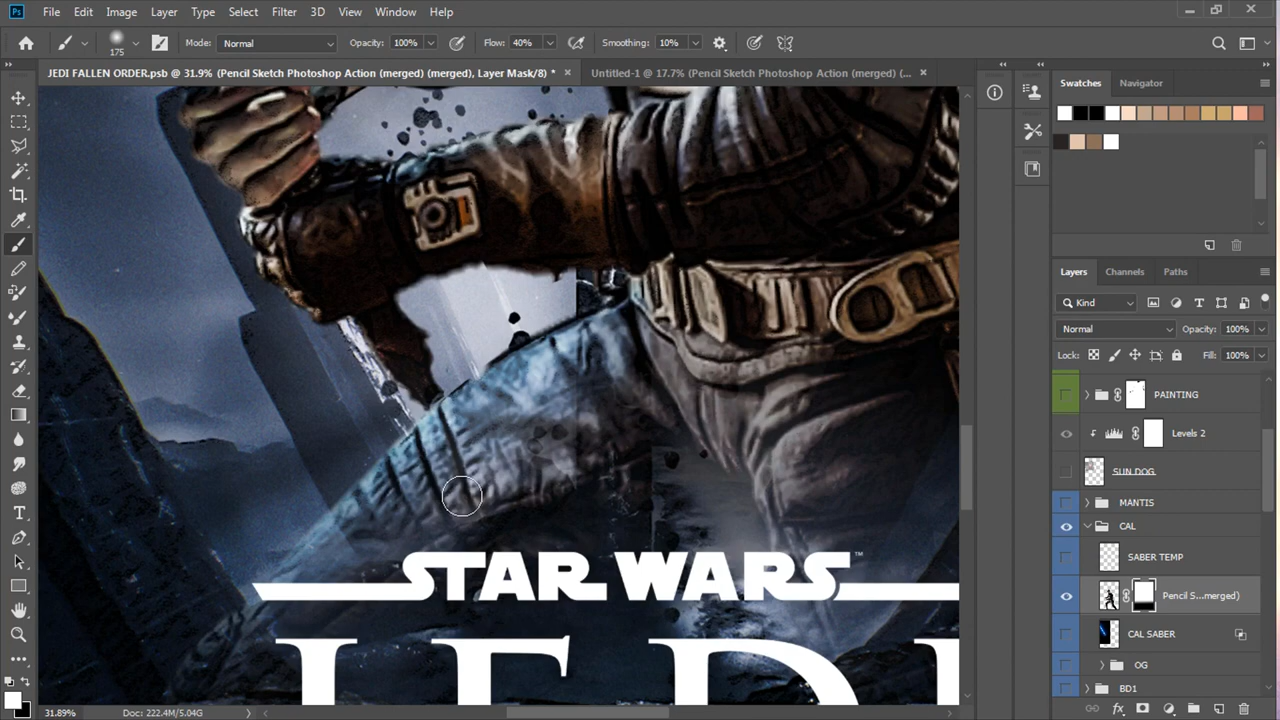 Ps File Edit Image Layer Type Select Filter 3D View Window Help
175 Mode: Normal Opacity: 100% Flow: 40% Smoothing: 10%
JEDI FALLEN ORDER.psb @ 31.9% (Pencil Sketch Photoshop Action (merged) (merged), Layer Mask/8) * × Untitled-1 @ 17.7% (Pencil Sketch Photoshop Action (merged) (... ×
Swatches Navigator
Layers Channels Paths
Kind
Normal Opacity: 100%
Lock: Fill: 100%
PAINTING
Levels 2
SUN DOG
MANTIS
CAL
SABER TEMP
Pencil S...merged)
CAL SABER
OG
BD1
STAR WARS™
JEDI
31.89% Doc: 222.4M/5.04G